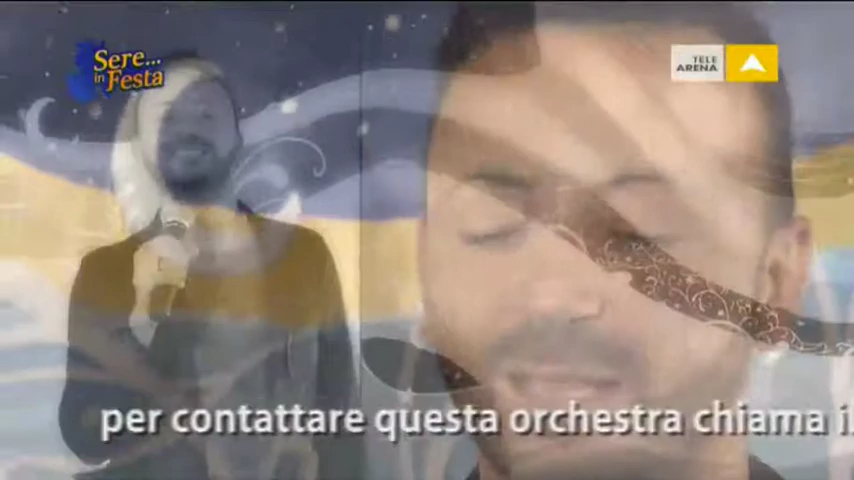 Sere...
in Festa
TELE
ARENA
per contattare questa orchestra chiama i